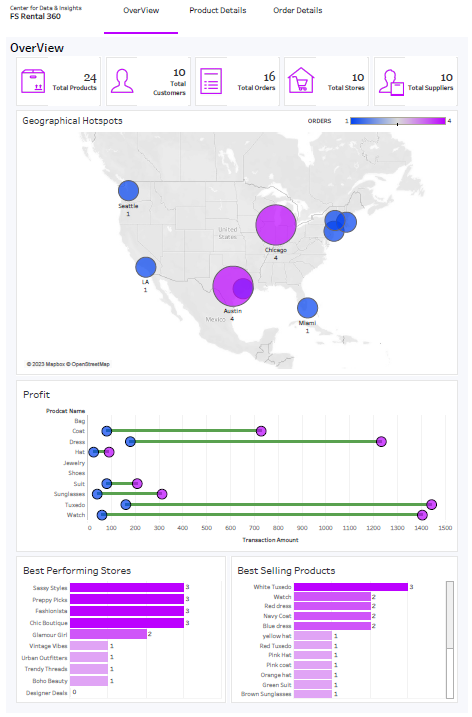 Center for Data & Insights
FS Rental 360
OverView
Product Details
Order Details
OverView
24
Total Products
10
Total
Customers
16
Total Orders
10
Total Stores
10
Total Suppliers
Geographical Hotspots
ORDERS
1
4
Seattle
1
United
States
Chicago
4
LA
1
Austin
4
Mexico
Miami
1
© 2023 Mapbox © OpenStreetMap
Profit
Prodcat Name
Bag
Coat
Dress
Hat
Jewelry
Shoes
Suit
Sunglasses
Tuxedo
Watch
0 100 200 300 400 500 600 700 800 900 1000 1100 1200 1300 1400 1500
Transaction Amount
Best Performing Stores
Sassy Styles 3
Preppy Picks 3
Fashionista 3
Chic Boutique 3
Glamour Girl 2
Vintage Vibes 1
Urban Outfitters 1
Trendy Threads 1
Boho Beauty 1
Designer Deals 0
Best Selling Products
White Tuxedo 3
Watch 2
Red dress 2
Navy Coat 2
Blue dress 2
yellow hat 1
Red Tuxedo 1
Pink Hat 1
Pink coat 1
Orange hat 1
Green Suit 1
Brown Sunglasses 1